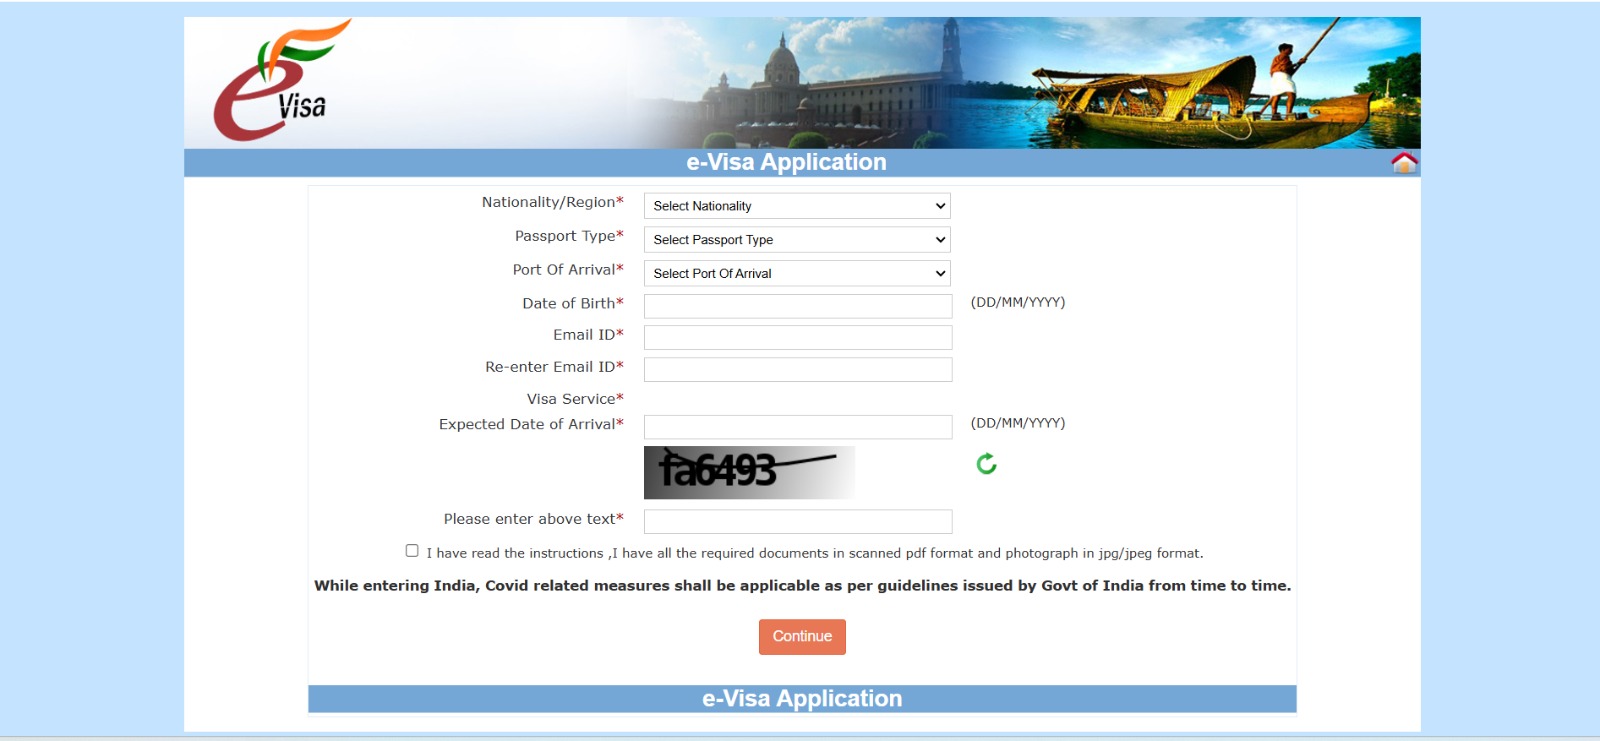 e Visa
e-Visa Application
Nationality/Region* Select Nationality
Passport Type* Select Passport Type
Port Of Arrival* Select Port Of Arrival
Date of Birth* (DD/MM/YYYY)
Email ID*
Re-enter Email ID*
Visa Service*
Expected Date of Arrival* (DD/MM/YYYY)
fa6493
Please enter above text*
I have read the instructions ,I have all the required documents in scanned pdf format and photograph in jpg/jpeg format.
While entering India, Covid related measures shall be applicable as per guidelines issued by Govt of India from time to time.
Continue
e-Visa Application